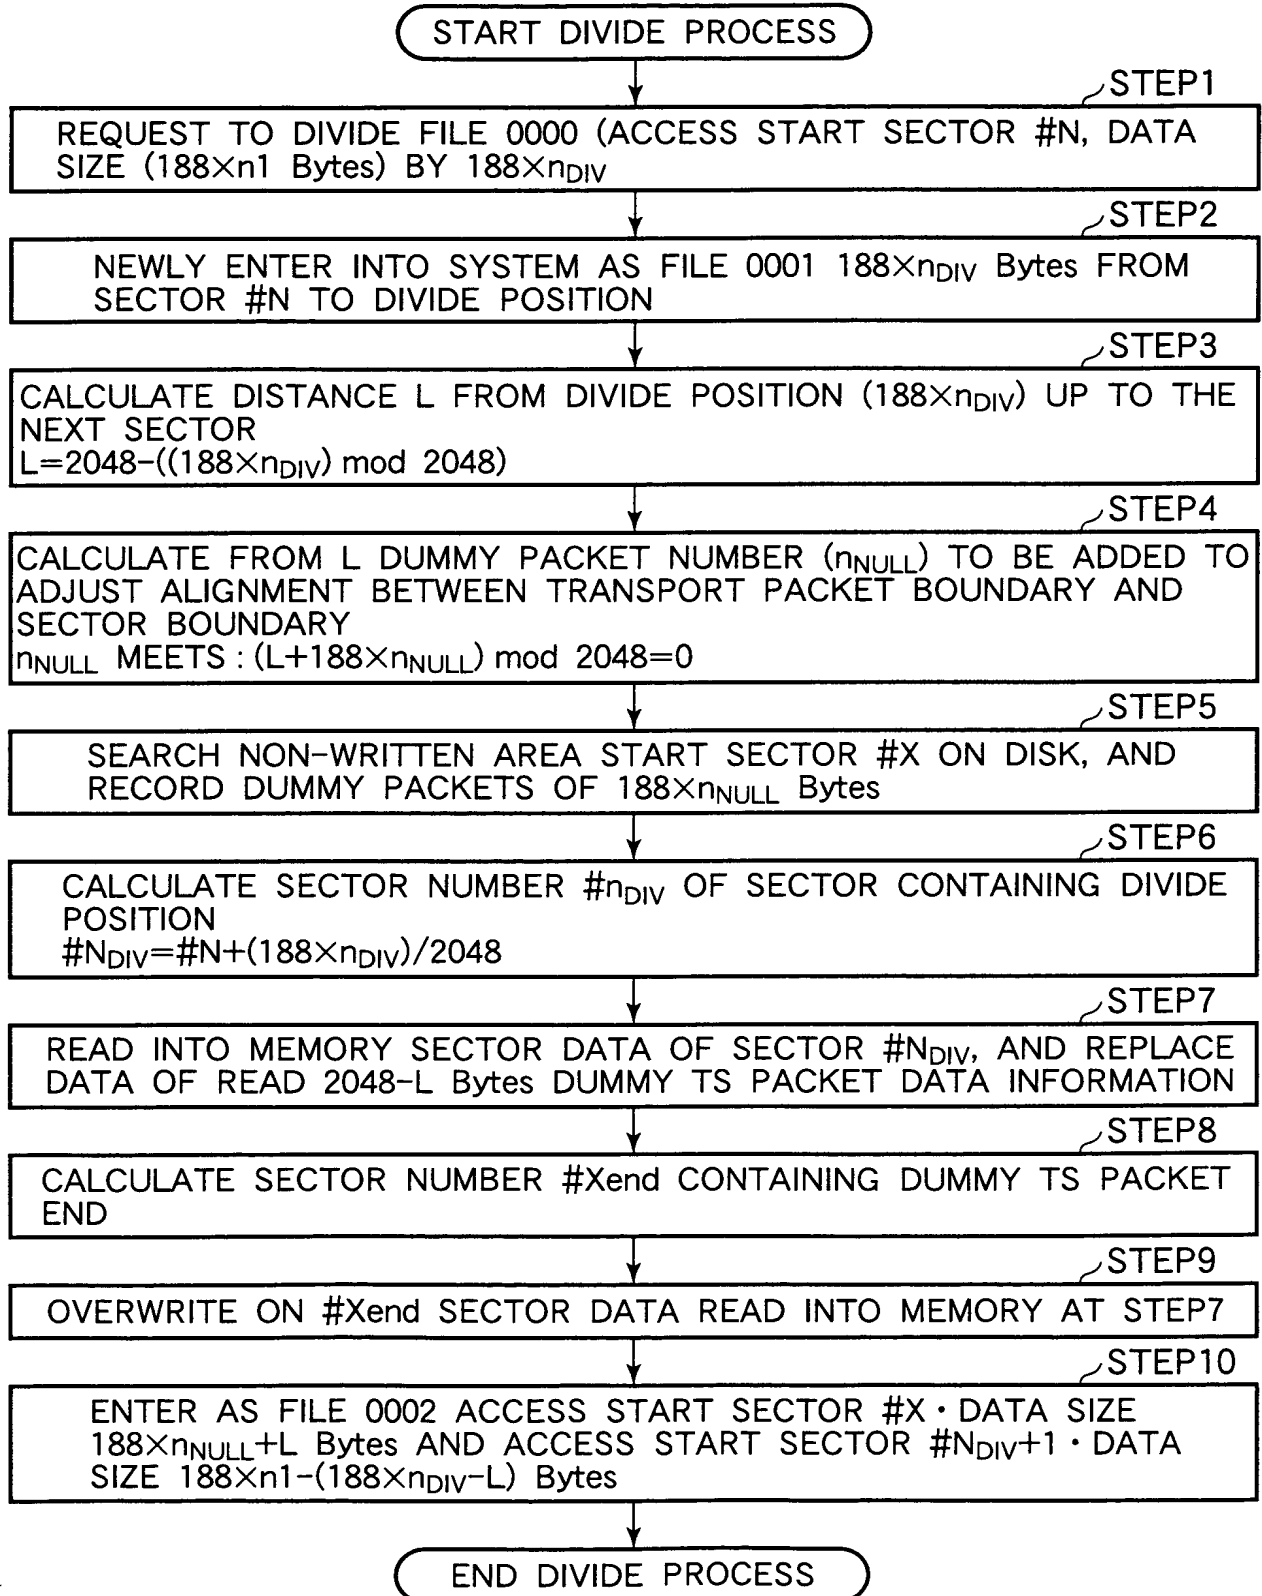 START DIVIDE PROCESS
STEP1
REQUEST TO DIVIDE FILE 0000 (ACCESS START SECTOR #N, DATA
SIZE (188×n1 Bytes) BY 188×nDIV
STEP2
NEWLY ENTER INTO SYSTEM AS FILE 0001 188×nDIV Bytes FROM
SECTOR #N TO DIVIDE POSITION
STEP3
CALCULATE DISTANCE L FROM DIVIDE POSITION (188×nDIV) UP TO THE
NEXT SECTOR
L=2048-((188×nDIV) mod 2048)
STEP4
CALCULATE FROM L DUMMY PACKET NUMBER (nNULL) TO BE ADDED TO
ADJUST ALIGNMENT BETWEEN TRANSPORT PACKET BOUNDARY AND
SECTOR BOUNDARY
nNULL MEETS : (L+188×nNULL) mod 2048=0
STEP5
SEARCH NON-WRITTEN AREA START SECTOR #X ON DISK, AND
RECORD DUMMY PACKETS OF 188×nNULL Bytes
STEP6
CALCULATE SECTOR NUMBER #nDIV OF SECTOR CONTAINING DIVIDE
POSITION
#NDIV=#N+(188×nDIV)/2048
STEP7
READ INTO MEMORY SECTOR DATA OF SECTOR #NDIV, AND REPLACE
DATA OF READ 2048-L Bytes DUMMY TS PACKET DATA INFORMATION
STEP8
CALCULATE SECTOR NUMBER #Xend CONTAINING DUMMY TS PACKET
END
STEP9
OVERWRITE ON #Xend SECTOR DATA READ INTO MEMORY AT STEP7
STEP10
ENTER AS FILE 0002 ACCESS START SECTOR #X・DATA SIZE
188×nNULL+L Bytes AND ACCESS START SECTOR #NDIV+1・DATA
SIZE 188×n1-(188×nDIV-L) Bytes
END DIVIDE PROCESS